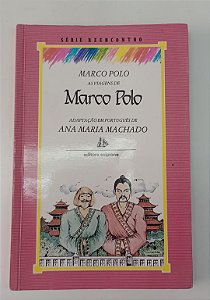 SÉRIE REENCONTRO
MARCO POLO
AS VIAGENS DE
Marco Polo
ADAPTAÇÃO EM PORTUGUÊS DE
ANA MARIA MACHADO
editora scipione